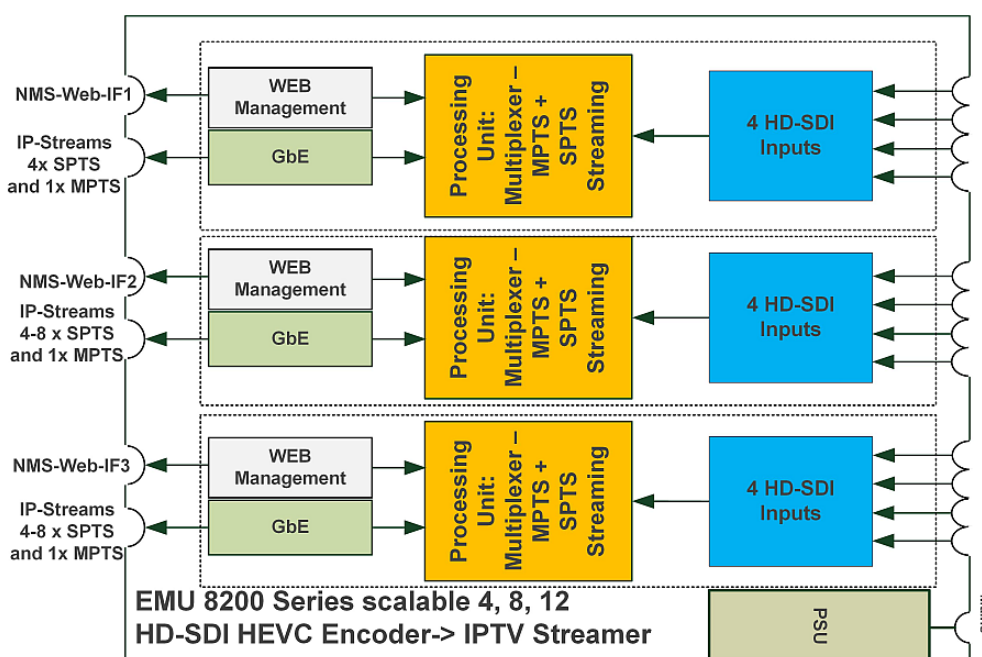 NMS-Web-IF1
IP-Streams
4x SPTS
and 1x MPTS
WEB
Management
GbE
Processing
Unit:
Multiplexer –
MPTS +
SPTS
Streaming
4 HD-SDI
Inputs
NMS-Web-IF2
IP-Streams
4-8 x SPTS
and 1x MPTS
WEB
Management
GbE
Processing
Unit:
Multiplexer –
MPTS +
SPTS
Streaming
4 HD-SDI
Inputs
NMS-Web-IF3
IP-Streams
4-8 x SPTS
and 1x MPTS
WEB
Management
GbE
Processing
Unit:
Multiplexer –
MPTS +
SPTS
Streaming
4 HD-SDI
Inputs
EMU 8200 Series scalable 4, 8, 12
HD-SDI HEVC Encoder-> IPTV Streamer
PSU